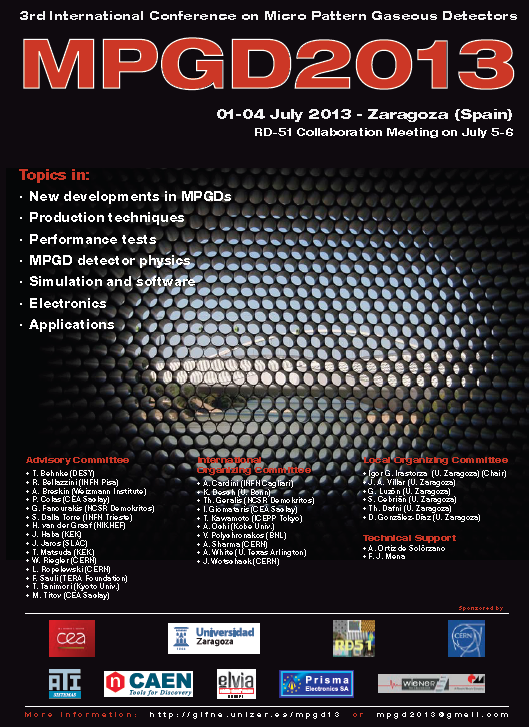 3rd International Conference on Micro Pattern Gaseous Detectors
MPGD2013
01-04 July 2013 - Zaragoza (Spain)
RD-51 Collaboration Meeting on July 5-6
Topics in:
· New developments in MPGDs
· Production techniques
· Performance tests
· MPGD detector physics
· Simulation and software
· Electronics
· Applications
Advisory Committee
+ T. Behnke (DESY)
+ R. Bellazzini (INFN Pisa)
+ A. Breskin (Weizmann Institute)
+ P. Colas (CEA Saclay)
+ G. Fanourakis (NCSR Demokritos)
+ S. Dalla Torre (INFN Trieste)
+ H. van der Graaf (NIKHEF)
+ J. Haba (KEK)
+ J. Jaros (SLAC)
+ T. Matsuda (KEK)
+ W. Riegler (CERN)
+ L. Ropelewski (CERN)
+ F. Sauli (TERA Foundation)
+ T. Tanimori (Kyoto Univ.)
+ M. Titov (CEA Saclay)
International
Organizing Committee
+ A. Cardini (INFN Cagliari)
+ K. Desch (U. Bonn)
+ Th. Geralis (NCSR Demokritos)
+ I. Giomataris (CEA Saclay)
+ T. Kawamoto (ICEPP Tokyo)
+ A. Ochi (Kobe Univ.)
+ V. Polychronakos (BNL)
+ A. Sharma (CERN)
+ A. White (U. Texas Arlington)
+ J. Wotschack (CERN)
Local Organizing Committee
+ Igor G. Irastorza (U. Zaragoza) (Chair)
+ J. A. Villar (U. Zaragoza)
+ G. Luzón (U. Zaragoza)
+ S. Cebrián (U. Zaragoza)
+ Th. Dafni (U. Zaragoza)
+ D. González-Díaz (U. Zaragoza)
Technical Support
+ A. Ortiz de Solórzano
+ F. J. Mena
Sponsored by
cea
Universidad
Zaragoza
1542
RD51
CERN
ATI
SISTEMAS
CAEN
Tools for Discovery
elvia
Prisma
Electronics SA
WIENER
More information: http://gifna.unizar.es/mpgd13 or mpgd2013@gmail.com